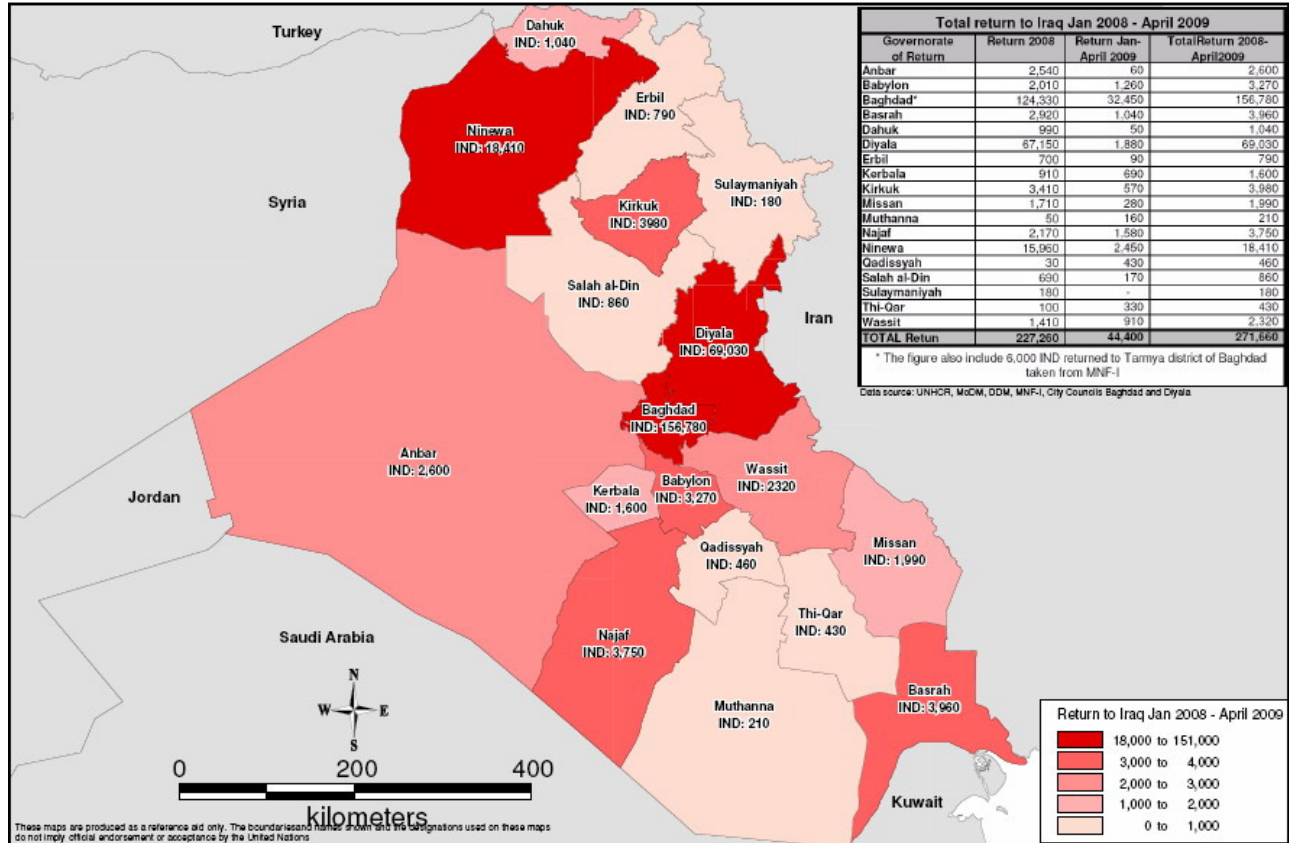 Turkey
Dahuk
IND: 1,040
Erbil
IND: 790
Ninewa
IND: 18,410
Sulaymaniyah
IND: 180
Kirkuk
IND: 3980
Syria
Salah al-Din
IND: 860
Iran
Diyala
IND: 69,030
Baghdad
IND: 156,780
Anbar
IND: 2,600
Wassit
IND: 2320
Jordan
Kerbala
IND: 1,600
Babylon
IND: 3,270
Missan
IND: 1,990
Qadissyah
IND: 460
Thi-Qar
IND: 430
Saudi Arabia
Najaf
IND: 3,750
Basrah
IND: 3,960
Muthanna
IND: 210
Kuwait
N
W E
S
0 200 400
kilometers
These maps are produced as a reference aid only. The boundariesand names shown and the designations used on these maps
do not imply official endorsement or acceptance by the United Nations
Total return to Iraq Jan 2008 - April 2009
Governorate of Return Return 2008 Return Jan-April 2009 TotalReturn 2008-April2009
Anbar 2,540 60 2,600
Babylon 2,010 1,260 3,270
Baghdad* 124,330 32,450 156,780
Basrah 2,920 1,040 3,960
Dahuk 990 50 1,040
Diyala 67,150 1,880 69,030
Erbil 700 90 790
Kerbala 910 690 1,600
Kirkuk 3,410 570 3,980
Missan 1,710 280 1,990
Muthanna 50 160 210
Najaf 2,170 1,580 3,750
Ninewa 15,960 2,450 18,410
Qadissyah 30 430 460
Salah al-Din 690 170 860
Sulaymaniyah 180 - 180
Thi-Qar 100 330 430
Wassit 1,410 910 2,320
TOTAL Retun 227,260 44,400 271,660
* The figure also include 6,000 IND returned to Tarmya district of Baghdad
taken from MNF-I
Data source: UNHCR, MoDM, DDM, MNF-I, City Councils Baghdad and Diyala
Return to Iraq Jan 2008 - April 2009
18,000 to 151,000
3,000 to 4,000
2,000 to 3,000
1,000 to 2,000
0 to 1,000